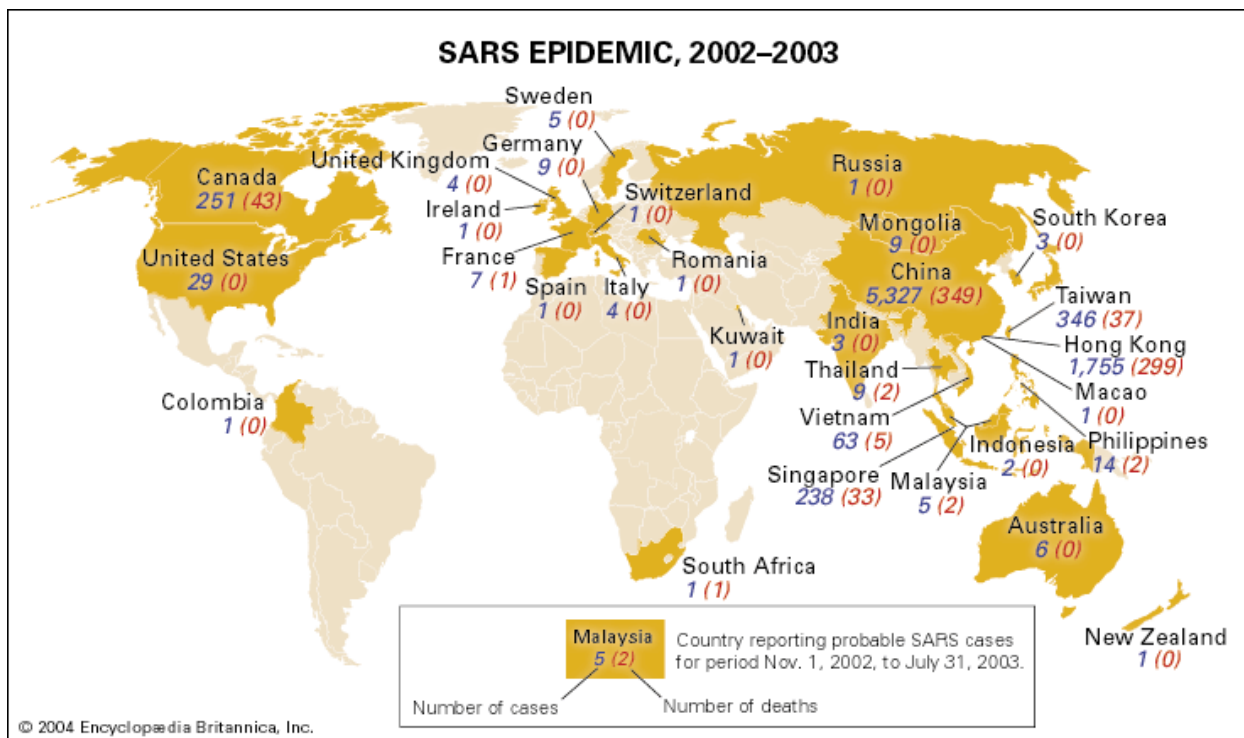 SARS EPIDEMIC, 2002–2003
Sweden
5 (0)
Germany
9 (0)
United Kingdom
4 (0)
Ireland
1 (0)
France
7 (1)
Spain
1 (0)
Italy
4 (0)
Switzerland
1 (0)
Romania
1 (0)
Canada
251 (43)
United States
29 (0)
Colombia
1 (0)
Russia
1 (0)
Mongolia
9 (0)
South Korea
3 (0)
China
5,327 (349)
Taiwan
346 (37)
Hong Kong
1,755 (299)
Macao
1 (0)
Kuwait
1 (0)
India
3 (0)
Thailand
9 (2)
Vietnam
63 (5)
Singapore
238 (33)
Malaysia
5 (2)
Indonesia
2 (0)
Philippines
14 (2)
Australia
6 (0)
New Zealand
1 (0)
South Africa
1 (1)
Malaysia
5 (2)
Country reporting probable SARS cases
for period Nov. 1, 2002, to July 31, 2003.
Number of cases
Number of deaths
© 2004 Encyclopædia Britannica, Inc.